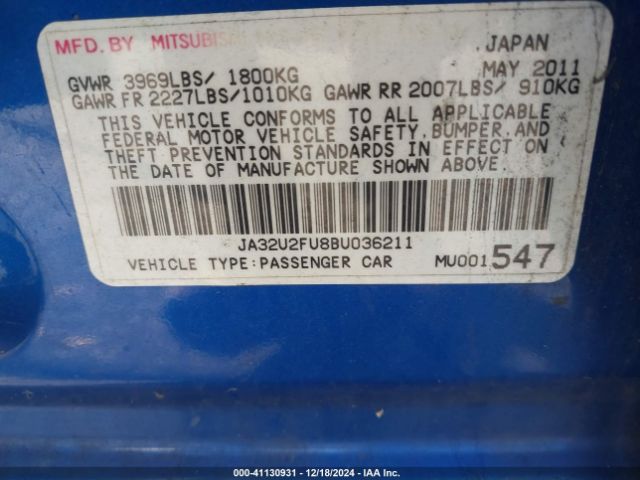 MFD. BY MITSUBISHI JAPAN
GVWR 3969LBS/ 1800KG MAY 2011
GAWR FR 2227LBS/1010KG GAWR RR 2007LBS/ 910KG
THIS VEHICLE CONFORMS TO ALL APPLICABLE
FEDERAL MOTOR VEHICLE SAFETY, BUMPER, AND
THEFT PREVENTION STANDARDS IN EFFECT ON
THE DATE OF MANUFACTURE SHOWN ABOVE.
JA32U2FU8BU036211
VEHICLE TYPE:PASSENGER CAR MU001547
000-41130931 - 12/18/2024 - IAA Inc.